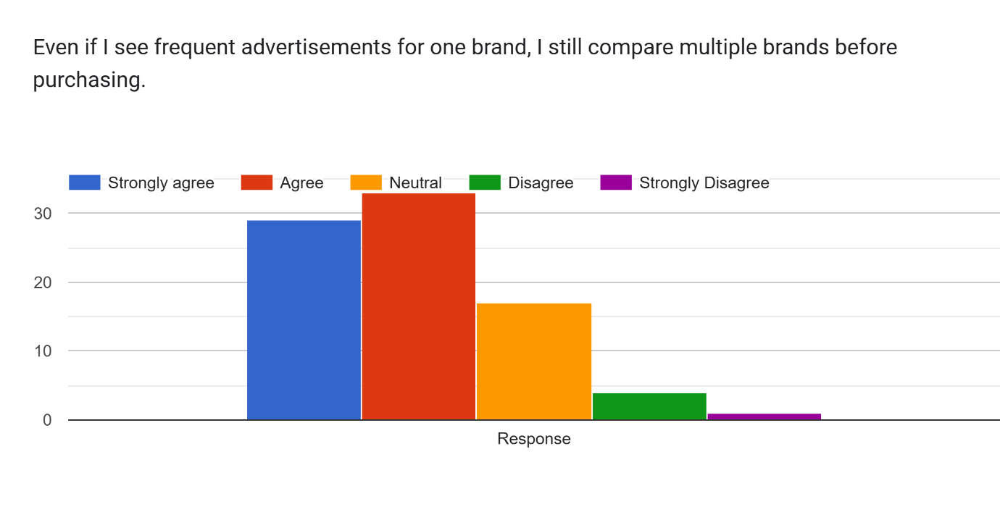 Even if I see frequent advertisements for one brand, I still compare multiple brands before
purchasing.
Strongly agree Agree Neutral Disagree Strongly Disagree
30
20
10
0
Response